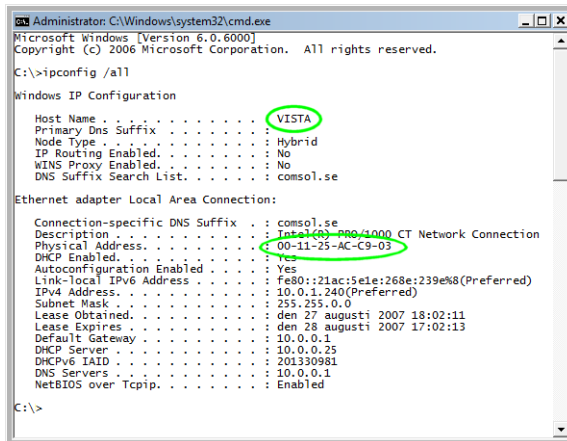 Administrator: C:\Windows\system32\cmd.exe
Microsoft Windows [Version 6.0.6000]
Copyright (c) 2006 Microsoft Corporation.  All rights reserved.
C:\>ipconfig /all
Windows IP Configuration
Host Name . . . . . . . . . . . . : VISTA
Primary Dns Suffix  . . . . . . . :
Node Type . . . . . . . . . . . . : Hybrid
IP Routing Enabled. . . . . . . . : No
WINS Proxy Enabled. . . . . . . . : No
DNS Suffix Search List. . . . . . : comsol.se
Ethernet adapter Local Area Connection:
Connection-specific DNS Suffix  . : comsol.se
Description . . . . . . . . . . . : Intel(R) PRO/1000 CT Network Connection
Physical Address. . . . . . . . . : 00-11-25-AC-C9-03
DHCP Enabled. . . . . . . . . . . : Yes
Autoconfiguration Enabled . . . . : Yes
Link-local IPv6 Address . . . . . : fe80::21ac:5e1e:268e:239e%8(Preferred)
IPv4 Address. . . . . . . . . . . : 10.0.1.240(Preferred)
Subnet Mask . . . . . . . . . . . : 255.255.0.0
Lease Obtained. . . . . . . . . . : den 27 augusti 2007 18:02:11
Lease Expires . . . . . . . . . . : den 28 augusti 2007 17:02:13
Default Gateway . . . . . . . . . : 10.0.0.1
DHCP Server . . . . . . . . . . . : 10.0.0.25
DHCPv6 IAID . . . . . . . . . . . : 201330981
DNS Servers . . . . . . . . . . . : 10.0.0.1
NetBIOS over Tcpip. . . . . . . . : Enabled
C:\>